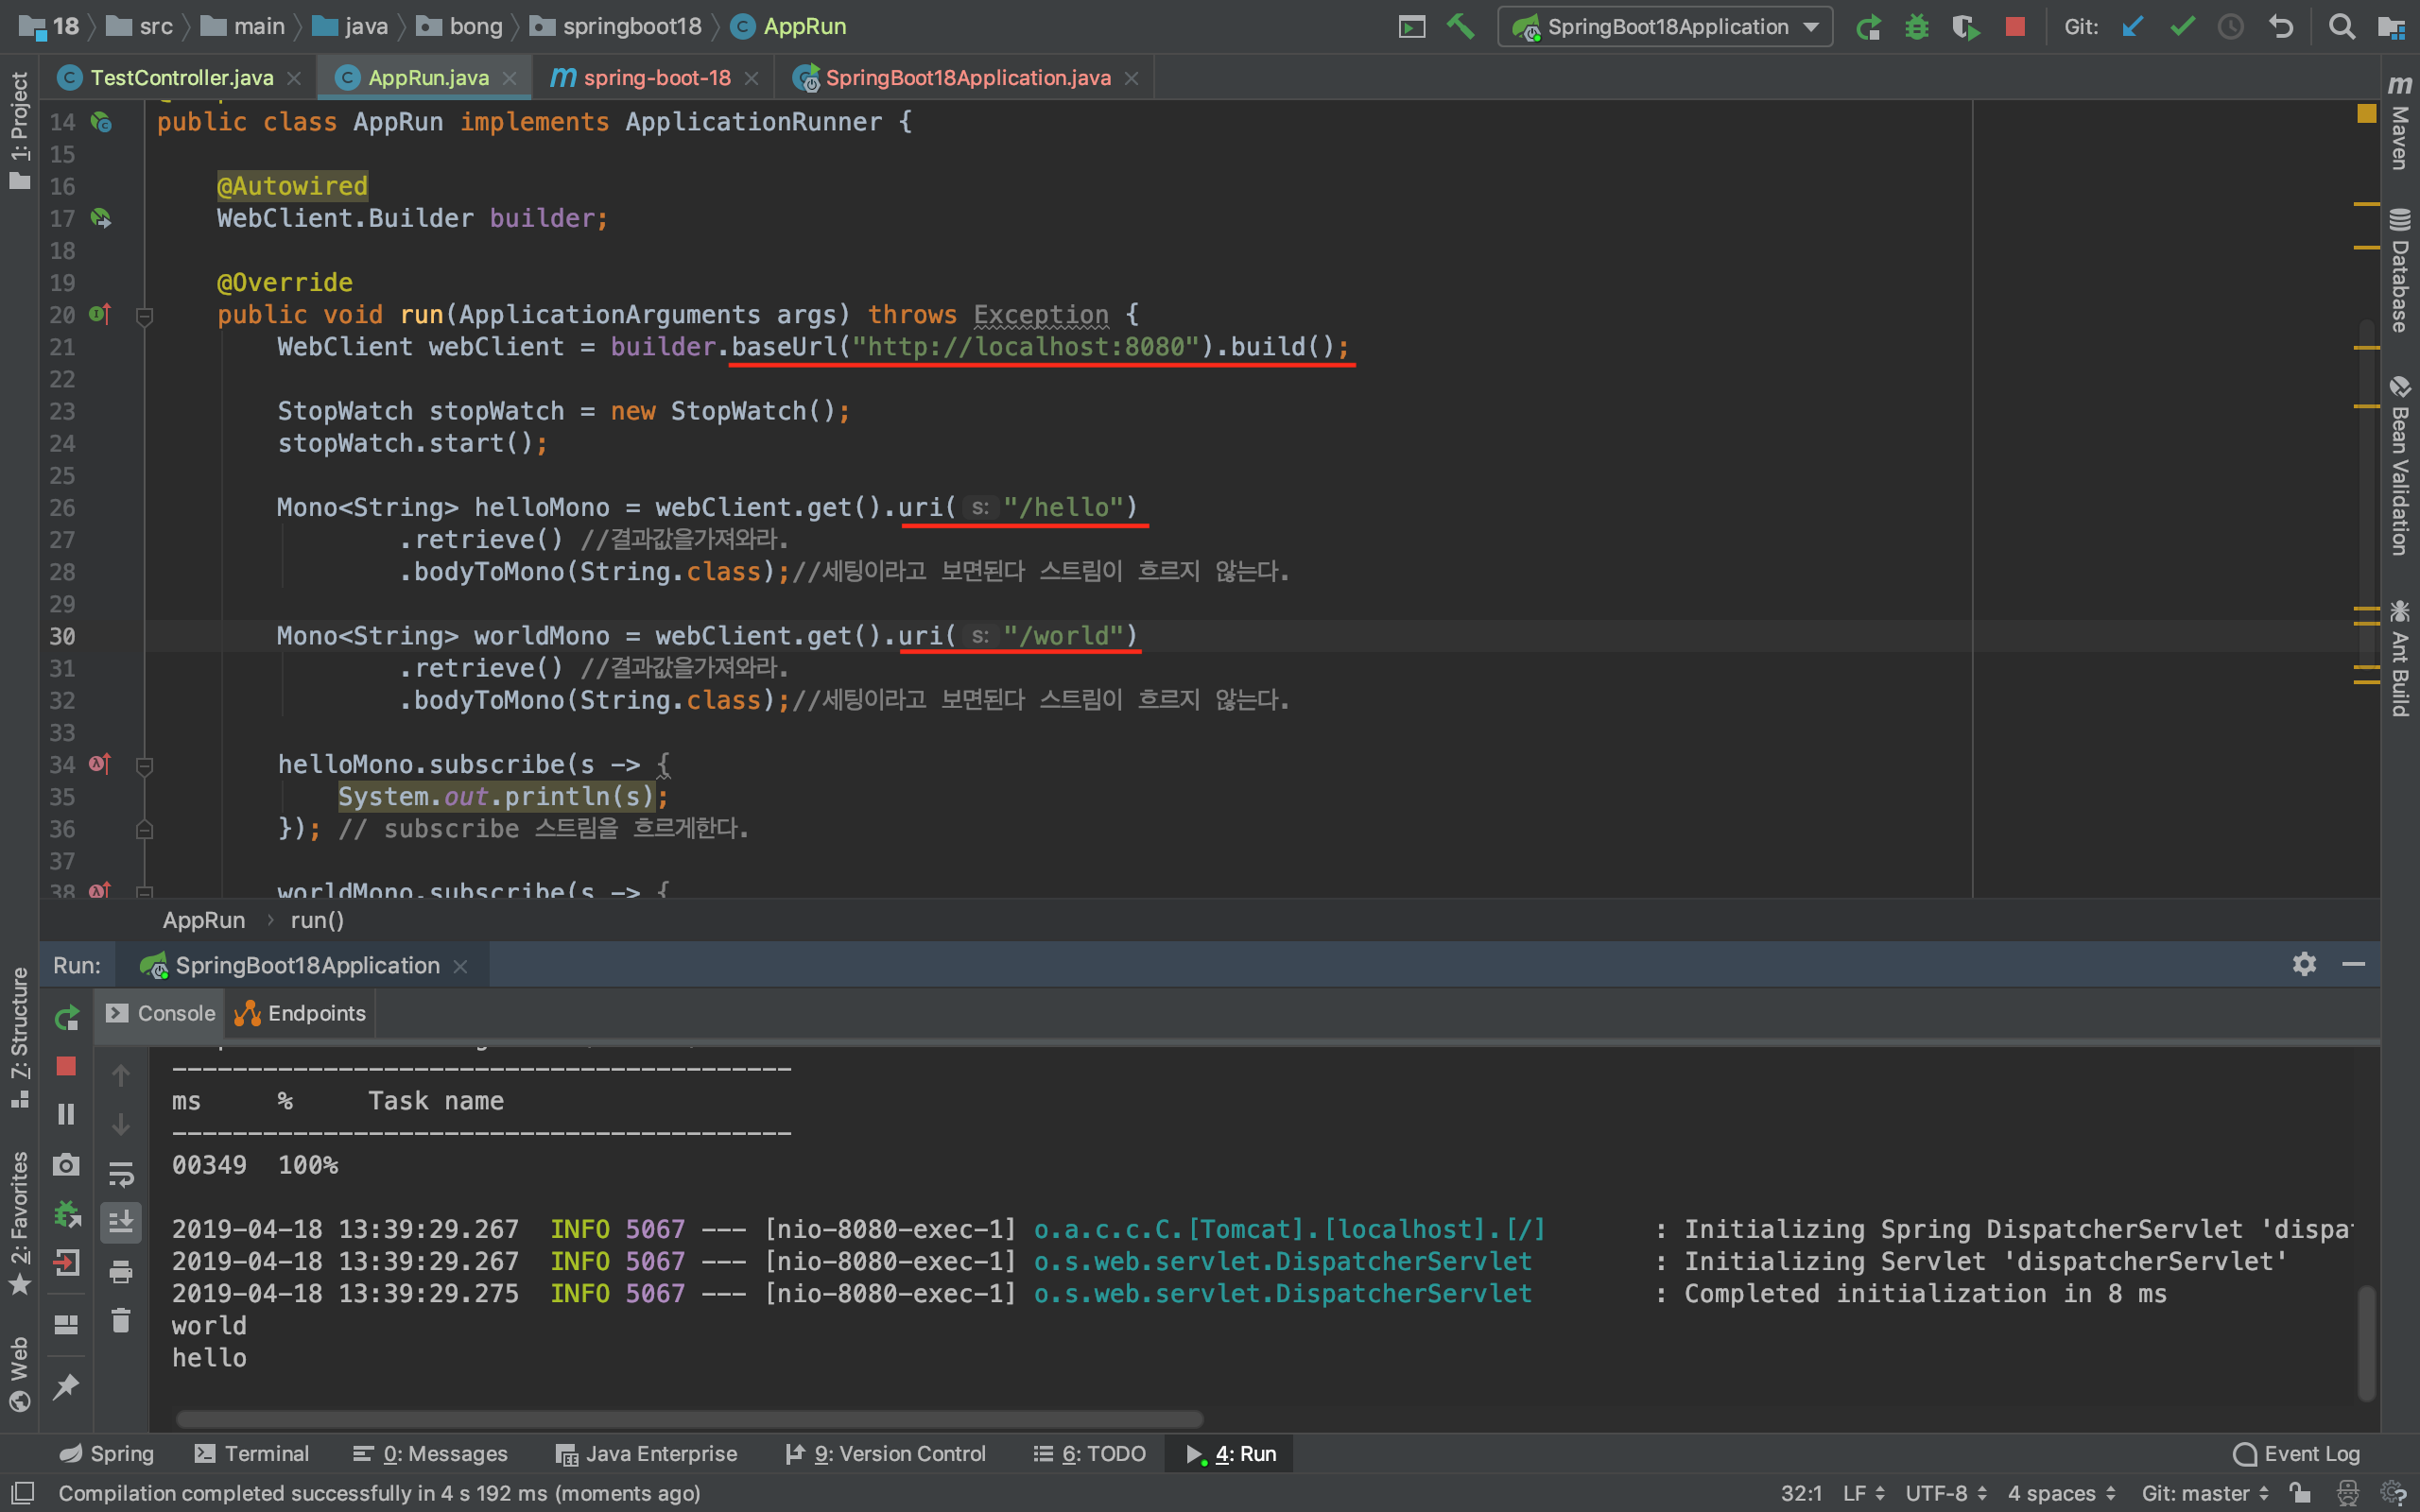 18 src main java bong springboot18 AppRun SpringBoot18Application Git:
TestController.java AppRun.java spring-boot-18 SpringBoot18Application.java
1: Project
7: Structure
2: Favorites
Web
14 public class AppRun implements ApplicationRunner {
15
16 @Autowired
17 WebClient.Builder builder;
18
19 @Override
20 public void run(ApplicationArguments args) throws Exception {
21 WebClient webClient = builder.baseUrl("http://localhost:8080").build();
22
23 StopWatch stopWatch = new StopWatch();
24 stopWatch.start();
25
26 Mono<String> helloMono = webClient.get().uri( s: "/hello")
27 .retrieve() //결과값을가져와라.
28 .bodyToMono(String.class);//세팅이라고 보면된다 스트림이 흐르지 않는다.
29
30 Mono<String> worldMono = webClient.get().uri( s: "/world")
31 .retrieve() //결과값을가져와라.
32 .bodyToMono(String.class);//세팅이라고 보면된다 스트림이 흐르지 않는다.
33
34 helloMono.subscribe(s -> {
35 System.out.println(s);
36 }); // subscribe 스트림을 흐르게한다.
37
38 worldMono.subscribe(s -> {
Maven
Database
Bean Validation
Ant Build
AppRun run()
Run: SpringBoot18Application
Console Endpoints
-----------------------------------------
ms % Task name
-----------------------------------------
00349 100%
2019-04-18 13:39:29.267 INFO 5067 --- [nio-8080-exec-1] o.a.c.c.C.[Tomcat].[localhost].[/] : Initializing Spring DispatcherServlet 'dispa
2019-04-18 13:39:29.267 INFO 5067 --- [nio-8080-exec-1] o.s.web.servlet.DispatcherServlet : Initializing Servlet 'dispatcherServlet'
2019-04-18 13:39:29.275 INFO 5067 --- [nio-8080-exec-1] o.s.web.servlet.DispatcherServlet : Completed initialization in 8 ms
world
hello
Spring Terminal 0: Messages Java Enterprise 9: Version Control 6: TODO 4: Run Event Log
Compilation completed successfully in 4 s 192 ms (moments ago) 32:1 LF UTF-8 4 spaces Git: master